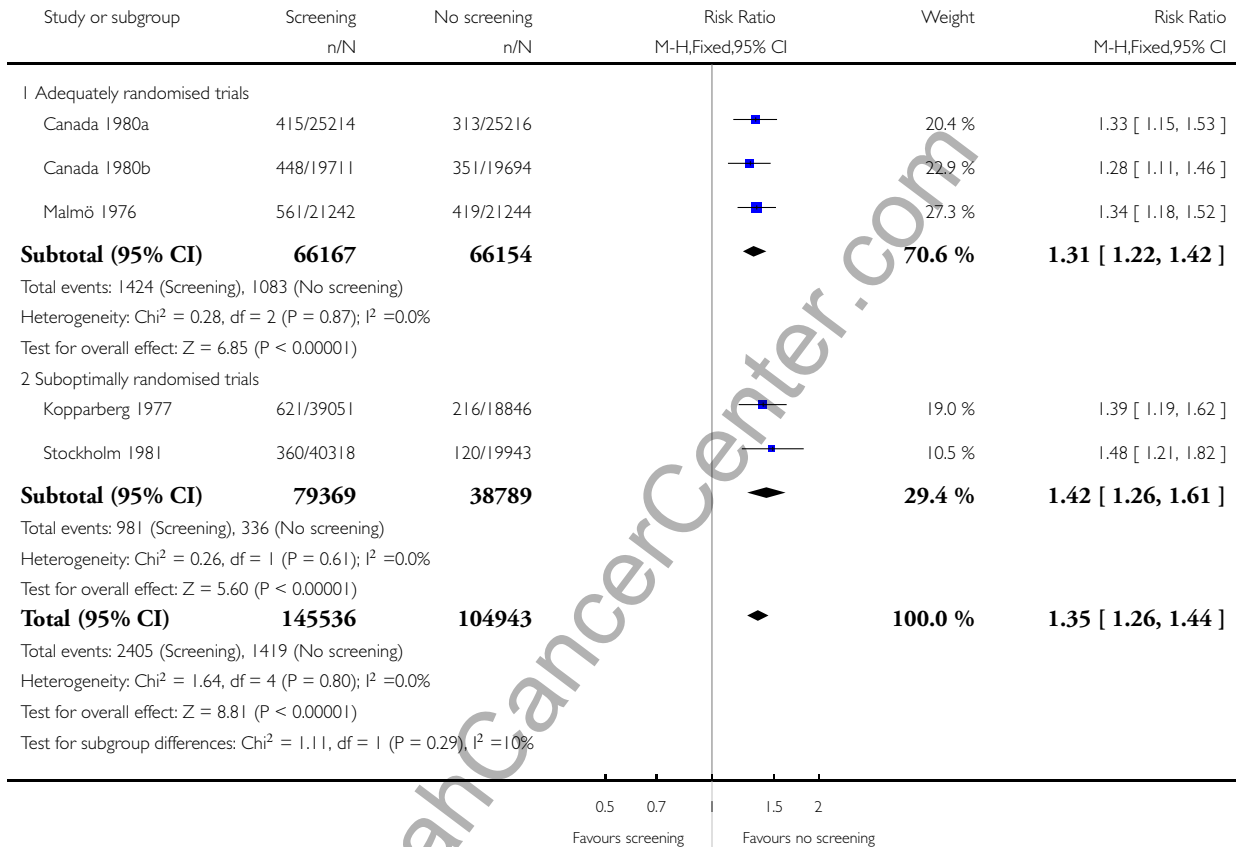 Study or subgroup Screening No screening Risk Ratio Weight Risk Ratio
n/N n/N M-H,Fixed,95% CI M-H,Fixed,95% CI
1 Adequately randomised trials
Canada 1980a 415/25214 313/25216 20.4 % 1.33 [ 1.15, 1.53 ]
Canada 1980b 448/19711 351/19694 22.9 % 1.28 [ 1.11, 1.46 ]
Malmö 1976 561/21242 419/21244 27.3 % 1.34 [ 1.18, 1.52 ]
Subtotal (95% CI) 66167 66154 70.6 % 1.31 [ 1.22, 1.42 ]
Total events: 1424 (Screening), 1083 (No screening)
Heterogeneity: Chi² = 0.28, df = 2 (P = 0.87); I² =0.0%
Test for overall effect: Z = 6.85 (P < 0.00001)
2 Suboptimally randomised trials
Kopparberg 1977 621/39051 216/18846 19.0 % 1.39 [ 1.19, 1.62 ]
Stockholm 1981 360/40318 120/19943 10.5 % 1.48 [ 1.21, 1.82 ]
Subtotal (95% CI) 79369 38789 29.4 % 1.42 [ 1.26, 1.61 ]
Total events: 981 (Screening), 336 (No screening)
Heterogeneity: Chi² = 0.26, df = 1 (P = 0.61); I² =0.0%
Test for overall effect: Z = 5.60 (P < 0.00001)
Total (95% CI) 145536 104943 100.0 % 1.35 [ 1.26, 1.44 ]
Total events: 2405 (Screening), 1419 (No screening)
Heterogeneity: Chi² = 1.64, df = 4 (P = 0.80); I² =0.0%
Test for overall effect: Z = 8.81 (P < 0.00001)
Test for subgroup differences: Chi² = 1.11, df = 1 (P = 0.29), I² =10%
0.5 0.7 1 1.5 2
Favours screening Favours no screening
ahCancerCenter.com